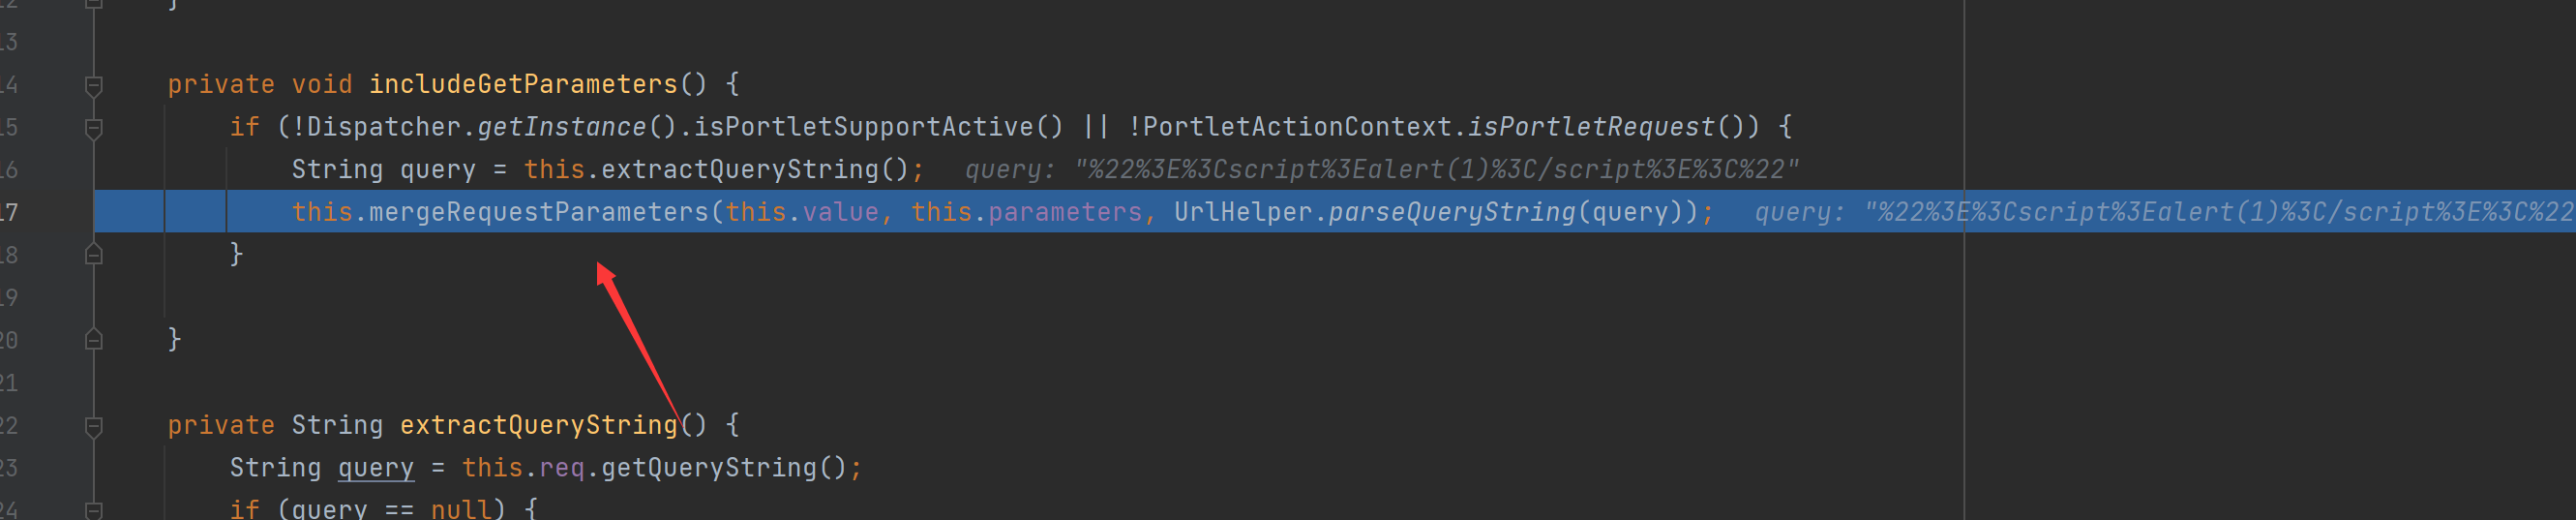 }
13
14 private void includeGetParameters() {
15 if (!Dispatcher.getInstance().isPortletSupportActive() || !PortletActionContext.isPortletRequest()) {
16 String query = this.extractQueryString(); query: "%22%3E%3Cscript%3Ealert(1)%3C/script%3E%3C%22"
17 this.mergeRequestParameters(this.value, this.parameters, UrlHelper.parseQueryString(query)); query: "%22%3E%3Cscript%3Ealert(1)%3C/script%3E%3C%22
18 }
19
20 }
21
22 private String extractQueryString() {
23 String query = this.req.getQueryString();
24 if (query == null) {